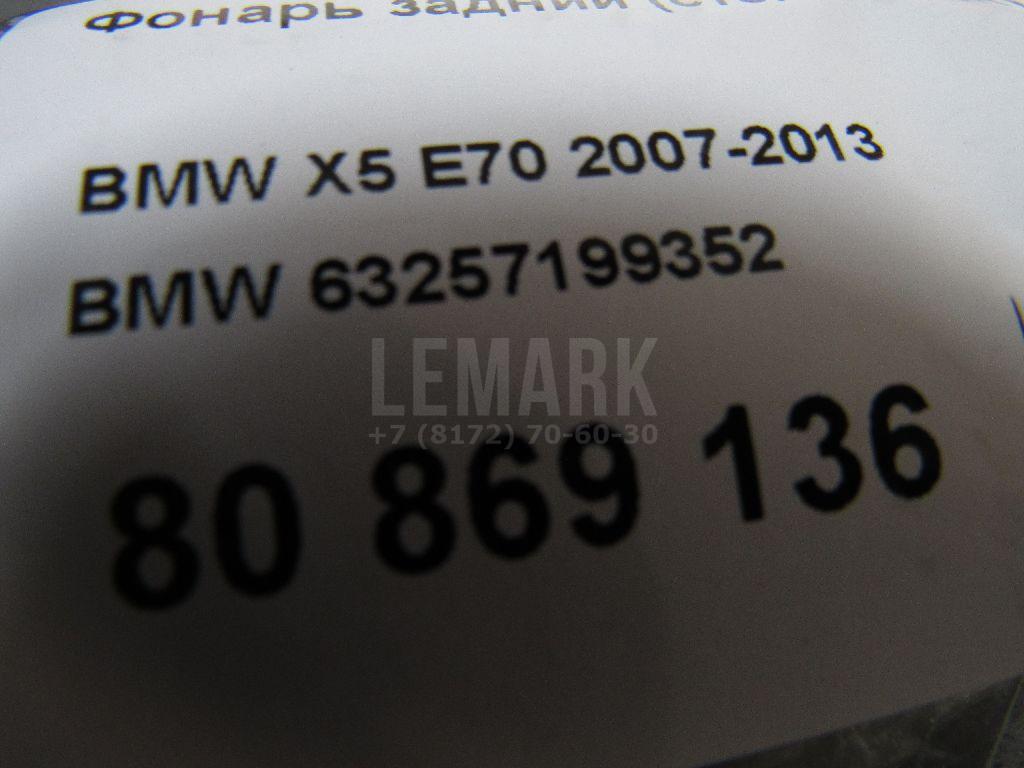 Фонарь задний
BMW X5 E70 2007-2013
BMW 63257199352
LEMARK
+7 (8172) 70-60-30
80 869 136